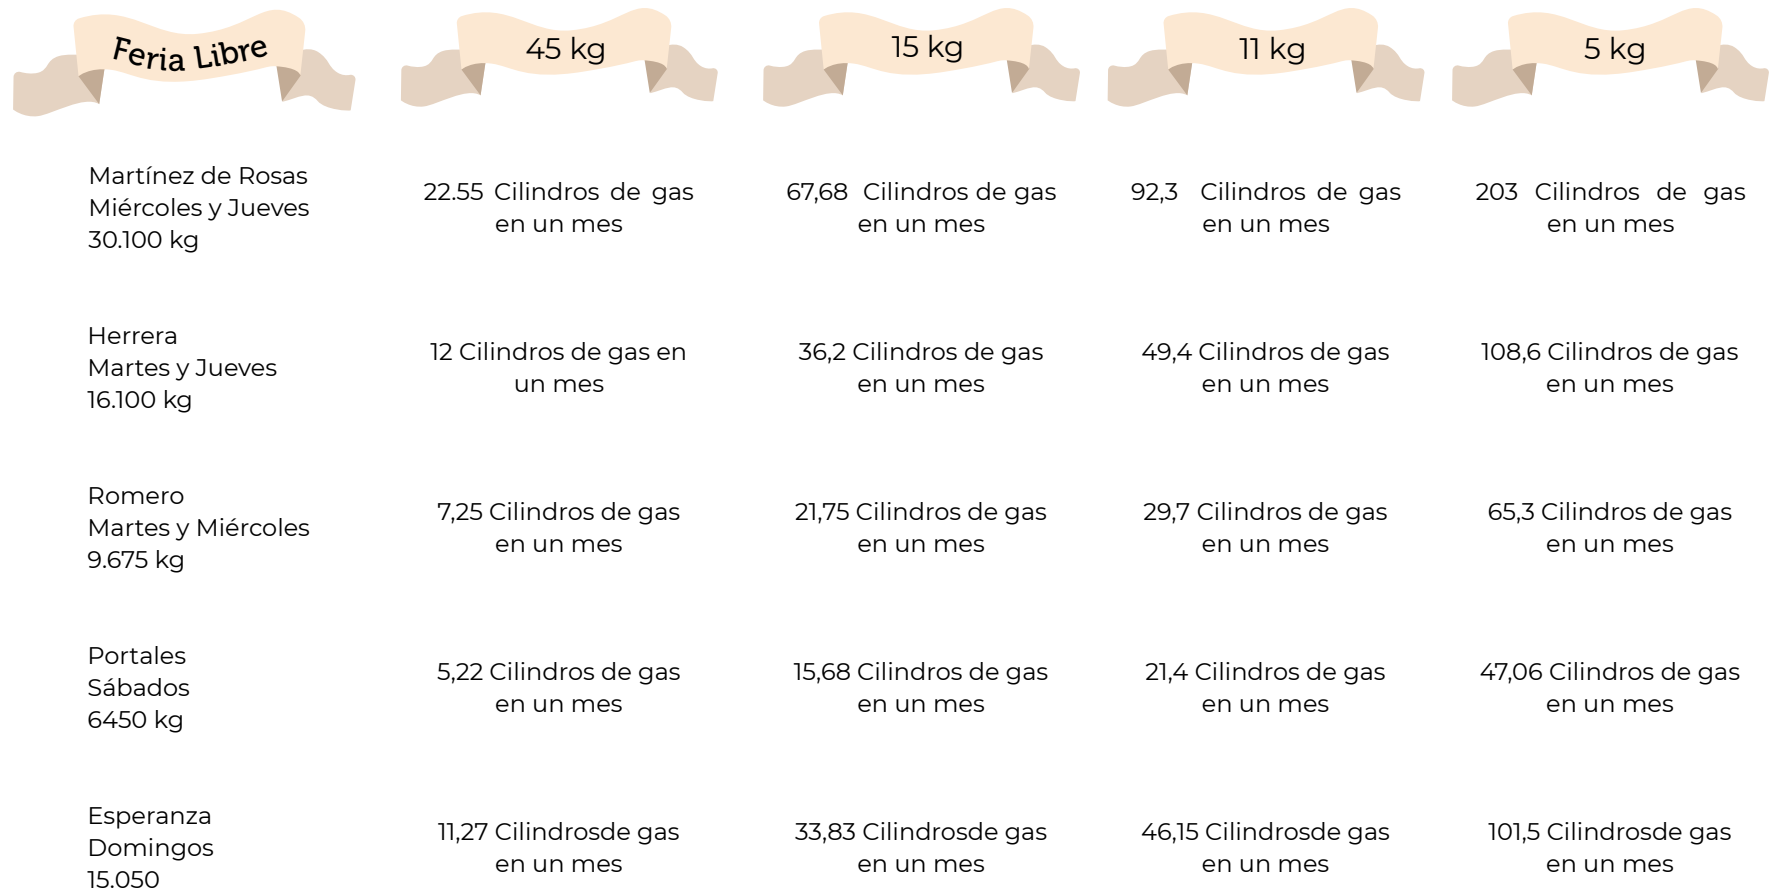 Feria Libre
45 kg
15 kg
11 kg
5 kg
Martínez de Rosas
Miércoles y Jueves
30.100 kg
22.55 Cilindros de gas
en un mes
67,68 Cilindros de gas
en un mes
92,3 Cilindros de gas
en un mes
203 Cilindros de gas
en un mes
Herrera
Martes y Jueves
16.100 kg
12 Cilindros de gas en
un mes
36,2 Cilindros de gas
en un mes
49,4 Cilindros de gas
en un mes
108,6 Cilindros de gas
en un mes
Romero
Martes y Miércoles
9.675 kg
7,25 Cilindros de gas
en un mes
21,75 Cilindros de gas
en un mes
29,7 Cilindros de gas
en un mes
65,3 Cilindros de gas
en un mes
Portales
Sábados
6450 kg
5,22 Cilindros de gas
en un mes
15,68 Cilindros de gas
en un mes
21,4 Cilindros de gas
en un mes
47,06 Cilindros de gas
en un mes
Esperanza
Domingos
15.050
11,27 Cilindrosde gas
en un mes
33,83 Cilindrosde gas
en un mes
46,15 Cilindrosde gas
en un mes
101,5 Cilindrosde gas
en un mes